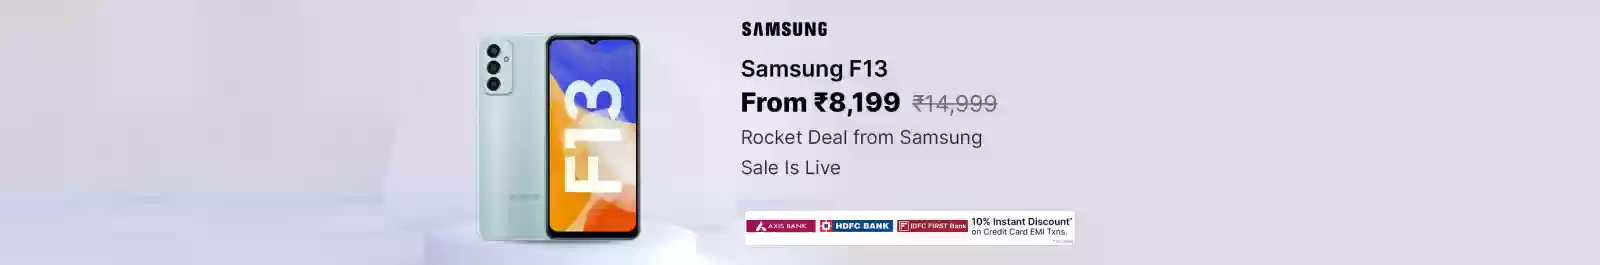 SAMSUNG
Samsung F13
From ₹8,199 ₹14,999
Rocket Deal from Samsung
Sale Is Live
F13
AXIS BANK HDFC BANK IDFC FIRST Bank 10% Instant Discount*
on Credit Card EMI Txns.